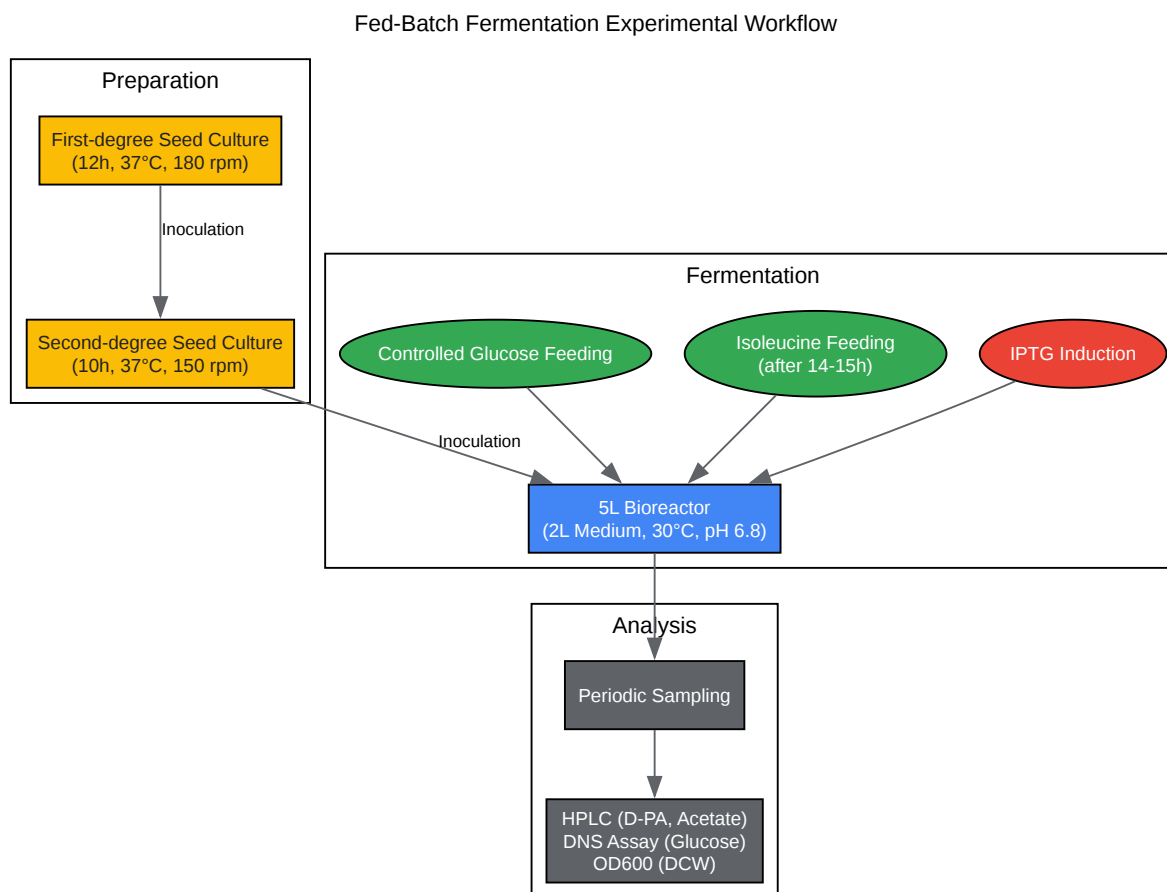 Fed-Batch Fermentation Experimental Workflow
Preparation
First-degree Seed Culture
(12h, 37°C, 180 rpm)
Inoculation
Second-degree Seed Culture
(10h, 37°C, 150 rpm)
Fermentation
Controlled Glucose Feeding
Isoleucine Feeding
(after 14-15h)
IPTG Induction
Inoculation
5L Bioreactor
(2L Medium, 30°C, pH 6.8)
Analysis
Periodic Sampling
HPLC (D-PA, Acetate)
DNS Assay (Glucose)
OD600 (DCW)